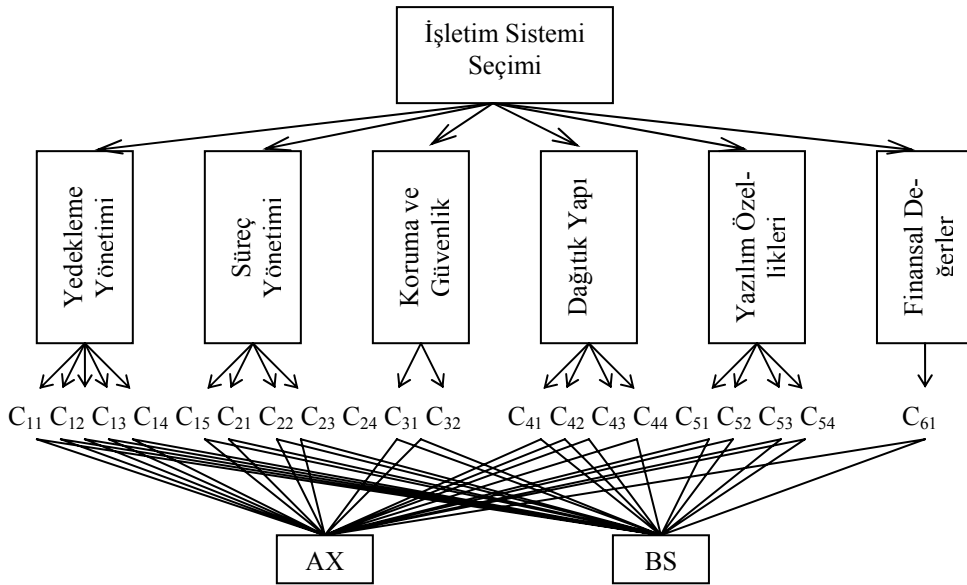 İşletim Sistemi
Seçimi
Yedekleme
Yönetimi
Süreç
Yönetimi
Koruma ve
Güvenlik
Dağıtık Yapı
Yazılım Özel-
likleri
Finansal De-
ğerler
C11 C12 C13 C14 C15 C21 C22 C23 C24 C31 C32 C41 C42 C43 C44 C51 C52 C53 C54 C61
AX BS